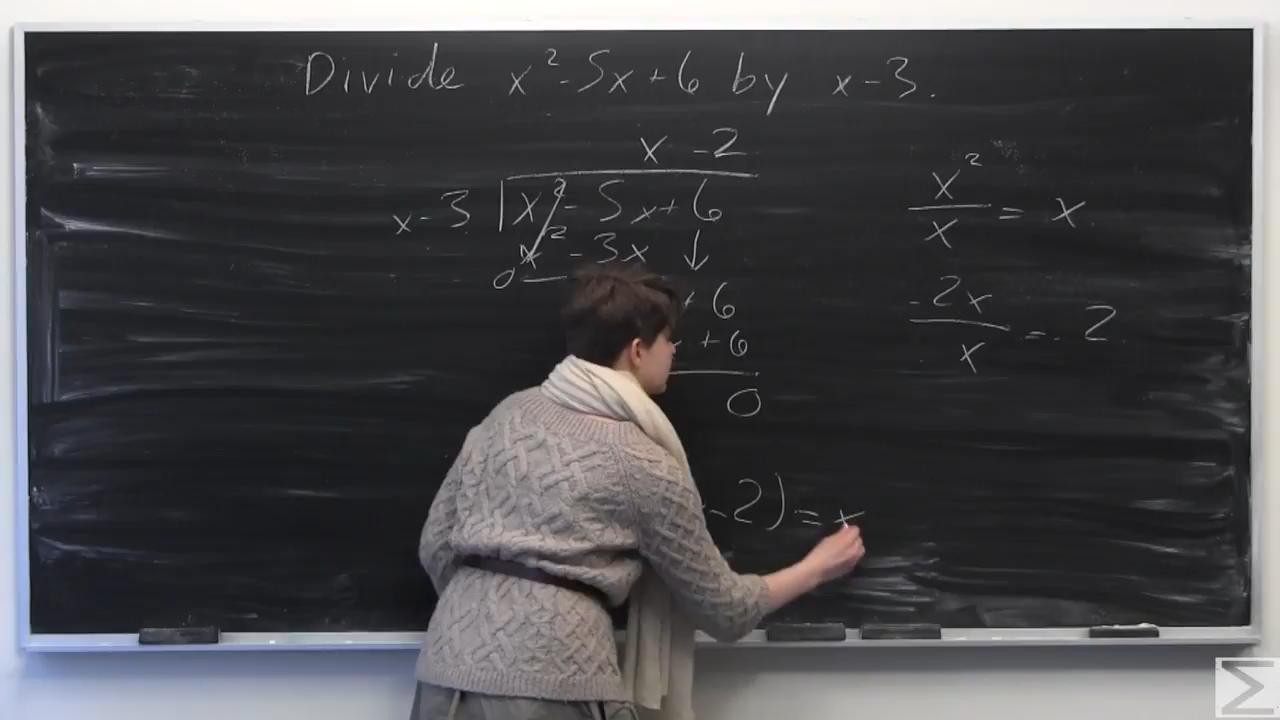 Divide x²-5x+6 by x-3.
x -2
x-3 x²-5x+6
x²-3x ↓
0
+6
+6
0
-2) = x
x²/x = x
-2x/x = -2
Σ